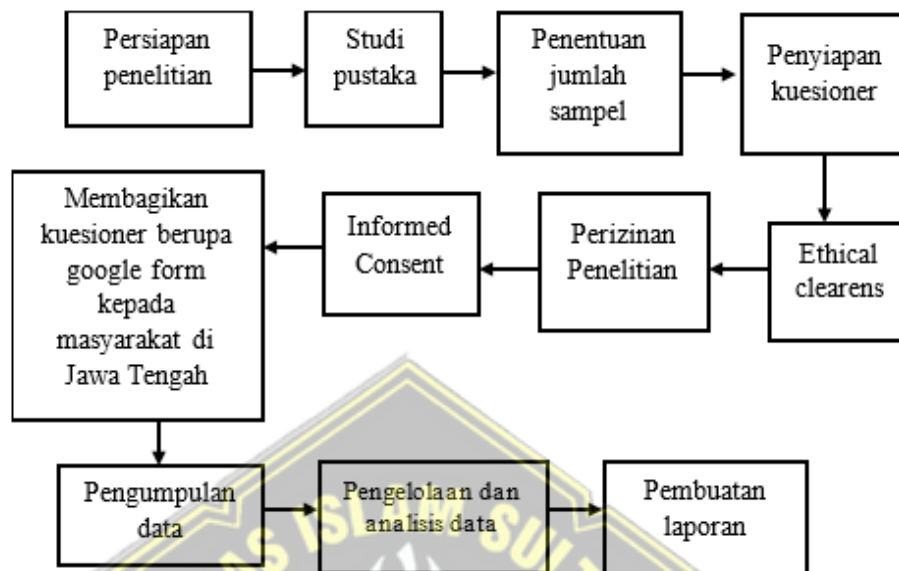 Persiapan
penelitian
Studi
pustaka
Penentuan
jumlah
sampel
Penyiapan
kuesioner
Ethical
clearens
Perizinan
Penelitian
Informed
Consent
Membagikan
kuesioner berupa
google form
kepada
masyarakat di
Jawa Tengah
Pengumpulan
data
Pengelolaan dan
analisis data
Pembuatan
laporan
ISLAM